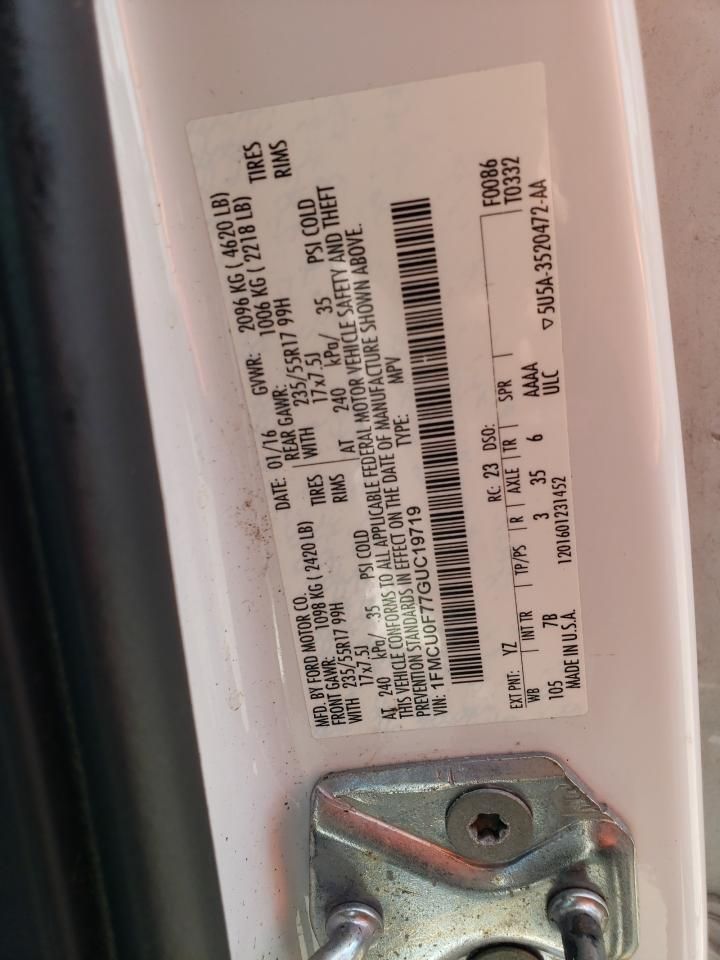 MFD. BY FORD MOTOR CO. DATE: 01/16 GVWR: 2096 KG ( 4620 LB)
FRONT GAWR: 1098 KG ( 2420 LB) REAR GAWR: 1006 KG ( 2218 LB)
WITH 235/55R17 99H TIRES WITH 235/55R17 99H TIRES
17x7.5J RIMS 17x7.5J RIMS
AT 240 kPa/ 35 PSI COLD AT 240 kPa/ 35 PSI COLD
THIS VEHICLE CONFORMS TO ALL APPLICABLE FEDERAL MOTOR VEHICLE SAFETY AND THEFT
PREVENTION STANDARDS IN EFFECT ON THE DATE OF MANUFACTURE SHOWN ABOVE.
VIN: 1FMCU0F77GUC19719 TYPE: MPV
EXT PNT: YZ RC: 23 DSO: F0086
WB INT TR TP/PS R AXLE TR SPR T0332
105 7B 3 35 6 AAAA
MADE IN U.S.A. 1201601231452 ULC ▽5U5A-3520472-AA